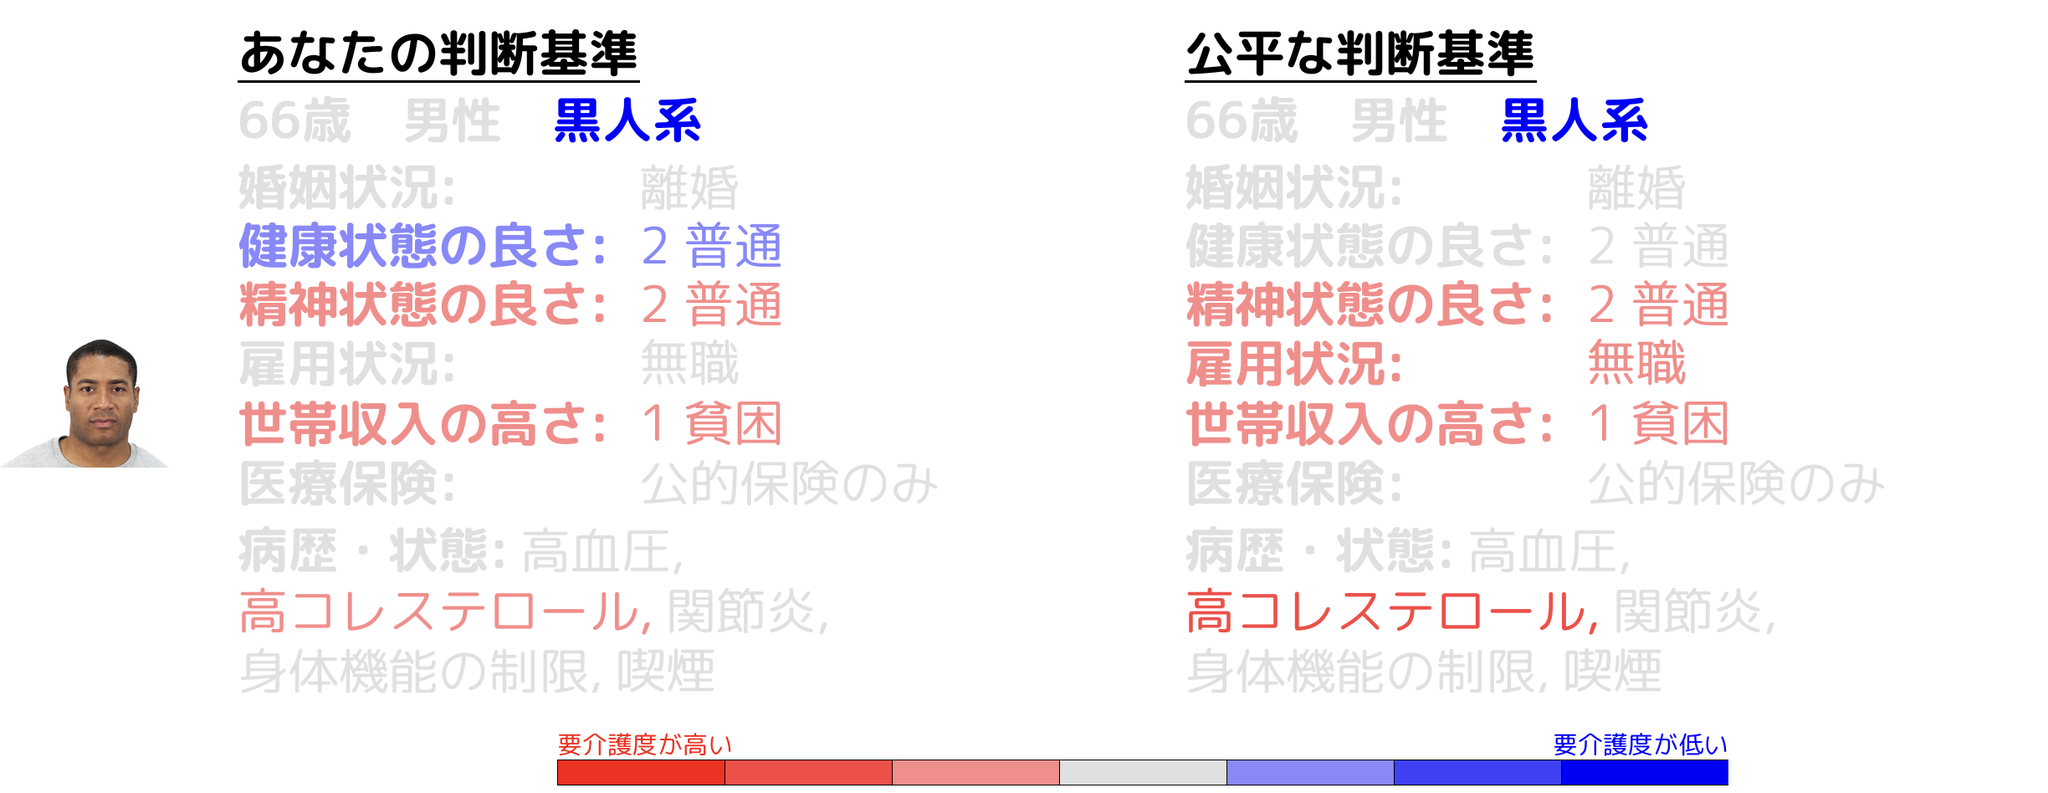 あなたの判断基準
66歳 男性 黒人系
婚姻状況: 離婚
健康状態の良さ: 2 普通
精神状態の良さ: 2 普通
雇用状況: 無職
世帯収入の高さ: 1 貧困
医療保険: 公的保険のみ
病歴・状態: 高血圧,
高コレステロール, 関節炎,
身体機能の制限, 喫煙
公平な判断基準
66歳 男性 黒人系
婚姻状況: 離婚
健康状態の良さ: 2 普通
精神状態の良さ: 2 普通
雇用状況: 無職
世帯収入の高さ: 1 貧困
医療保険: 公的保険のみ
病歴・状態: 高血圧,
高コレステロール, 関節炎,
身体機能の制限, 喫煙
要介護度が高い
要介護度が低い